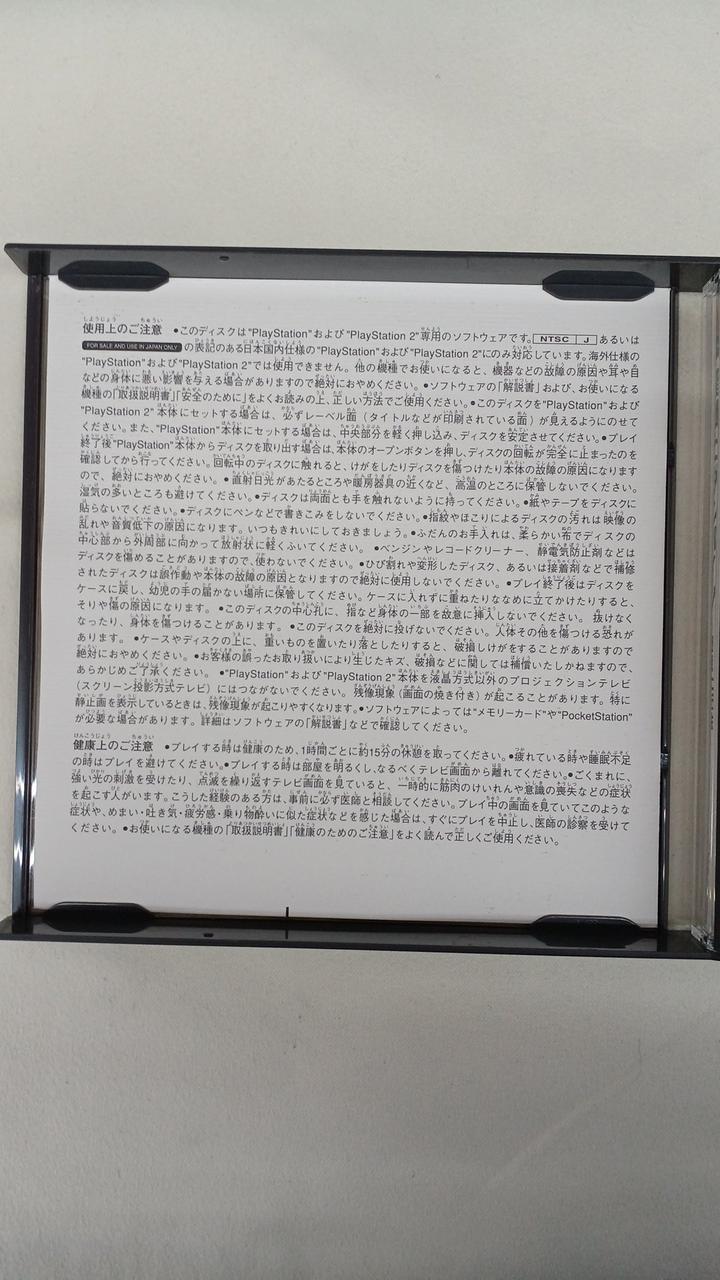 使用上のご注意 ●このディスクは"PlayStation"および"PlayStation 2"専用のソフトウェアです。NTSC J あるいは
FOR SALE AND USE IN JAPAN ONLY の表記のある日本国内仕様の"PlayStation"および"PlayStation 2"にのみ対応しています。海外仕様の
"PlayStation"および"PlayStation 2"では使用できません。他の機種でお使いになると、機器などの故障の原因や耳や目
などの身体に悪い影響を与える場合がありますので絶対におやめください。●ソフトウェアの「解説書」および、お使いになる
機種の「取扱説明書」「安全のために」をよくお読みの上、正しい方法でご使用ください。●このディスクを"PlayStation"および
"PlayStation 2"本体にセットする場合は、必ずレーベル面（タイトルなどが印刷されている面）が見えるようにのせて
ください。また、"PlayStation"本体にセットする場合は、中央部分を軽く押し込み、ディスクを安定させてください。●プレイ
終了後"PlayStation"本体からディスクを取り出す場合は、本体のオープンボタンを押し、ディスクの回転が完全に止まったのを
確認してから行ってください。回転中のディスクに触れると、けがをしたりディスクを傷つけたり本体の故障の原因になります
ので、絶対におやめください。●直射日光があたるところや暖房器具の近くなど、高温のところに保管しないでください。
湿気の多いところも避けてください。●ディスクは両面とも手を触れないように持ってください。●紙やテープをディスクに
貼らないでください。●ディスクにペンなどで書きこみをしないでください。●指紋やほこりによるディスクの汚れは映像の
乱れや音質低下の原因になります。いつもきれいにしておきましょう。●ふだんのお手入れは、柔らかい布でディスクの
中心部から外周部に向かって放射状に軽くふいてください。 ●ベンジンやレコードクリーナー、静電気防止剤などは
ディスクを傷めることがありますので、使わないでください。●ひび割れや変形したディスク、あるいは接着剤などで補修
されたディスクは誤作動や本体の故障の原因となりますので絶対に使用しないでください。●プレイ終了後はディスクを
ケースに戻し、幼児の手の届かない場所に保管してください。ケースに入れずに重ねたりななめに立てかけたりすると、
そりや傷の原因になります。●このディスクの中心孔に、指など身体の一部を故意に挿入しないでください。 抜けなく
なったり、身体を傷つけることがあります。 ●このディスクを絶対に投げないでください。人体その他を傷つける恐れが
あります。 ●ケースやディスクの上に、重いものを置いたり落としたりすると、破損しけがをすることがありますので
絶対におやめください。●お客様の誤ったお取り扱いにより生じたキズ、破損などに関しては補償いたしかねますので、
あらかじめご了承ください。 ●"PlayStation"および"PlayStation 2"本体を液晶方式以外のプロジェクションテレビ
（スクリーン投影方式テレビ）にはつながないでください。残像現象（画面の焼き付き）が起こることがあります。特に
静止画を表示しているときは、残像現象が起こりやすくなります。●ソフトウェアによっては"メモリーカード"や"PocketStation"
が必要な場合があります。詳細はソフトウェアの「解説書」などで確認してください。
健康上のご注意 ●プレイする時は健康のため、1時間ごとに約15分の休憩を取ってください。●疲れている時や睡眠不足
の時はプレイを避けてください。●プレイする時は部屋を明るくし、なるべくテレビ画面から離れてください。●ごくまれに、
強い光の刺激を受けたり、点滅を繰り返すテレビ画面を見ていると、一時的に筋肉のけいれんや意識の喪失などの症状
を起こす人がいます。こうした経験のある方は、事前に必ず医師と相談してください。プレイ中の画面を見ていてこのような
症状や、めまい・吐き気・疲労感・乗り物酔いに似た症状などを感じた場合は、すぐにプレイを中止し、医師の診察を受けて
ください。●お使いになる機種の「取扱説明書」「健康のためのご注意」をよく読んで正しくご使用ください。